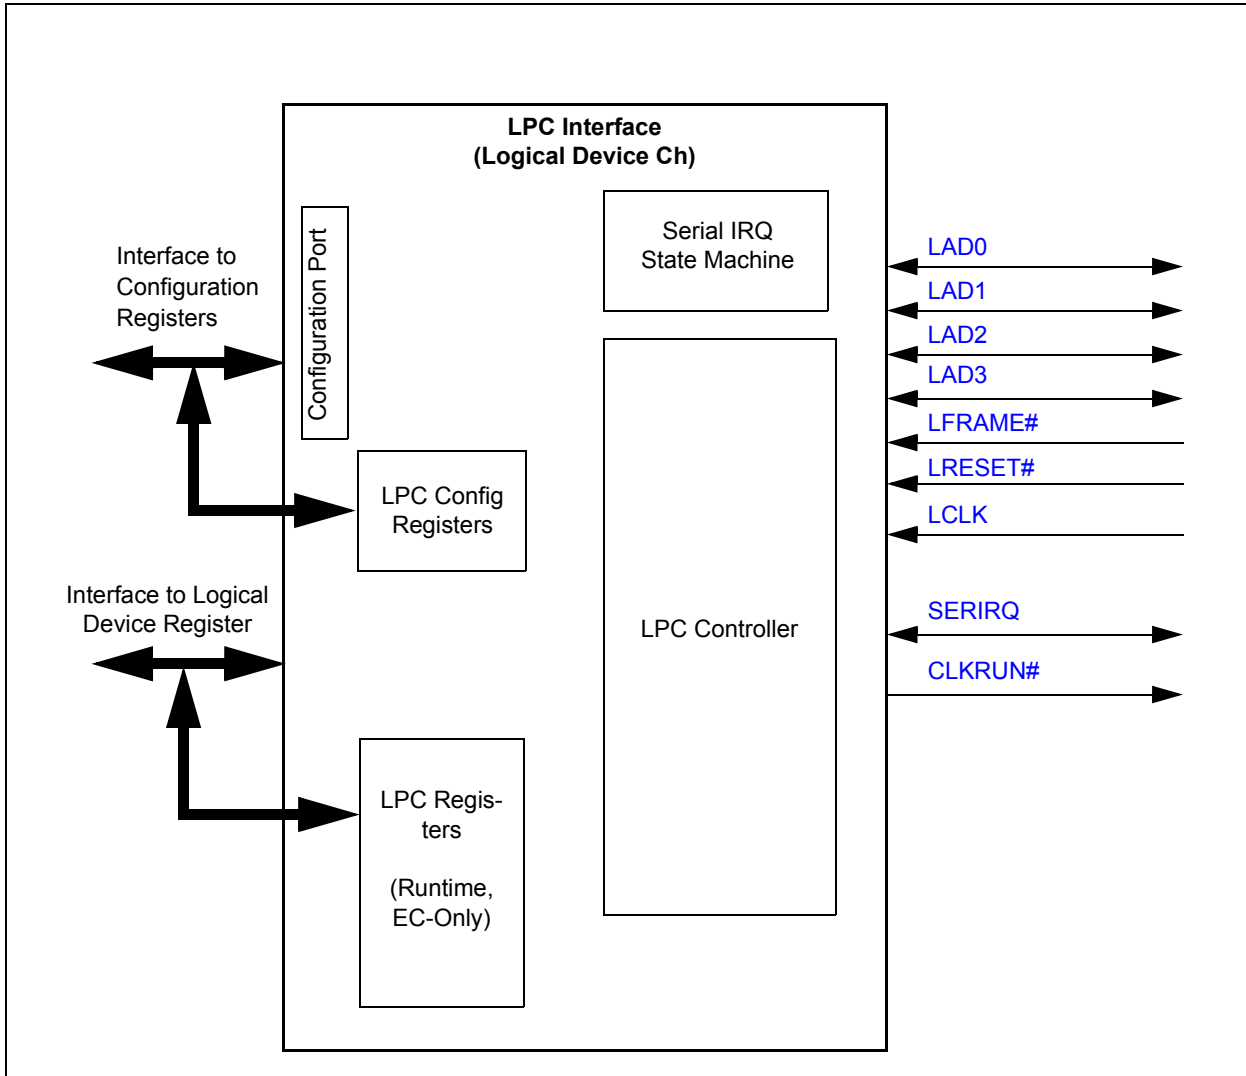 LPC Interface
(Logical Device Ch)
Interface to
Configuration
Registers
Configuration Port
Serial IRQ
State Machine
LAD0
LAD1
LAD2
LAD3
LFRAME#
LRESET#
LCLK
LPC Config
Registers
Interface to Logical
Device Register
LPC Controller
SERIRQ
CLKRUN#
LPC Regis-
ters
(Runtime,
EC-Only)